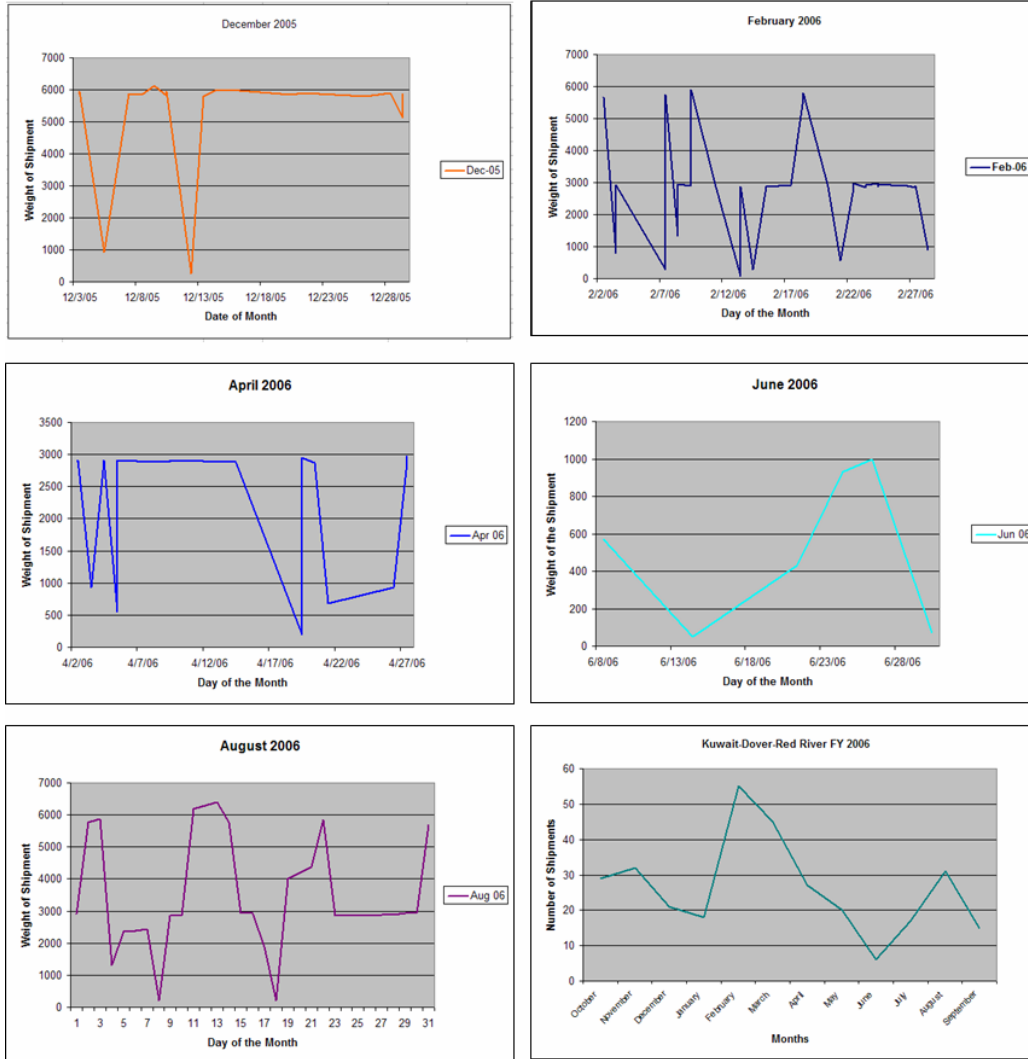 December 2005
7000
6000
5000
4000
3000
2000
1000
0
Weight of Shipment
12/3/05 12/8/05 12/13/05 12/18/05 12/23/05 12/28/05
Date of Month
Dec-05
February 2006
7000
6000
5000
4000
3000
2000
1000
0
Weight of Shipment
2/2/06 2/7/06 2/12/06 2/17/06 2/22/06 2/27/06
Day of the Month
Feb-06
April 2006
3500
3000
2500
2000
1500
1000
500
0
Weight of Shipment
4/2/06 4/7/06 4/12/06 4/17/06 4/22/06 4/27/06
Day of the Month
Apr 06
June 2006
1200
1000
800
600
400
200
0
Weight of the Shipment
6/8/06 6/13/06 6/18/06 6/23/06 6/28/06
Day of the Month
Jun 06
August 2006
7000
6000
5000
4000
3000
2000
1000
0
Weight of Shipment
1 3 5 7 9 11 13 15 17 19 21 23 25 27 29 31
Day of the Month
Aug 06
Kuwait-Dover-Red River FY 2006
60
50
40
30
20
10
0
Number of Shipments
October November December January February March April May June July August September
Months